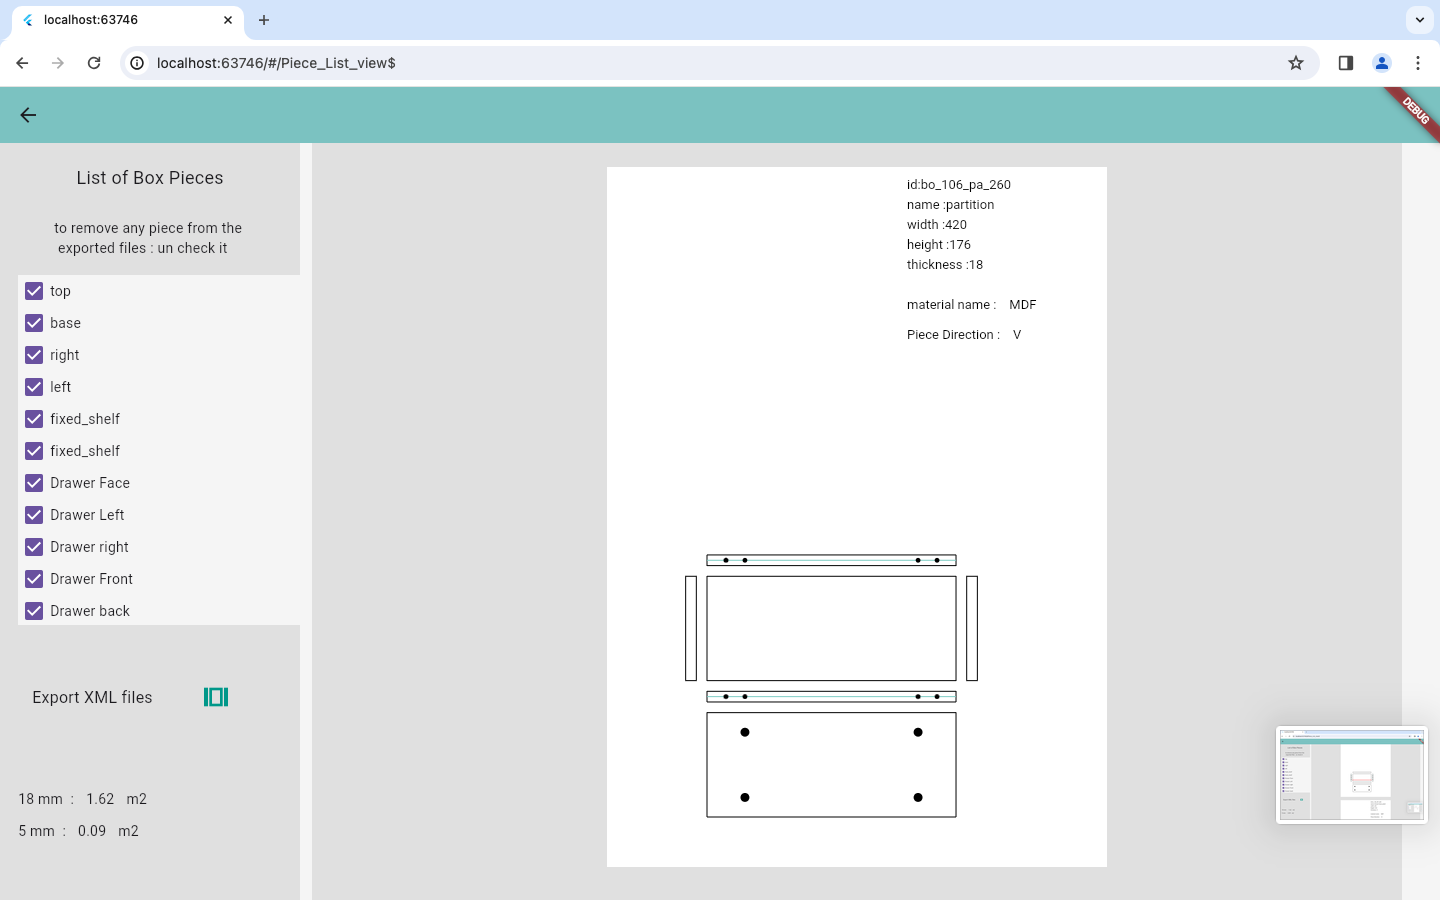 localhost:63746
localhost:63746/#/Piece_List_view$
DEBUG
List of Box Pieces
to remove any piece from the
exported files : un check it
top
base
right
left
fixed_shelf
fixed_shelf
Drawer Face
Drawer Left
Drawer right
Drawer Front
Drawer back
Export XML files
18 mm : 1.62 m2
5 mm : 0.09 m2
id:bo_106_pa_260
name :partition
width :420
height :176
thickness :18
material name : MDF
Piece Direction : V